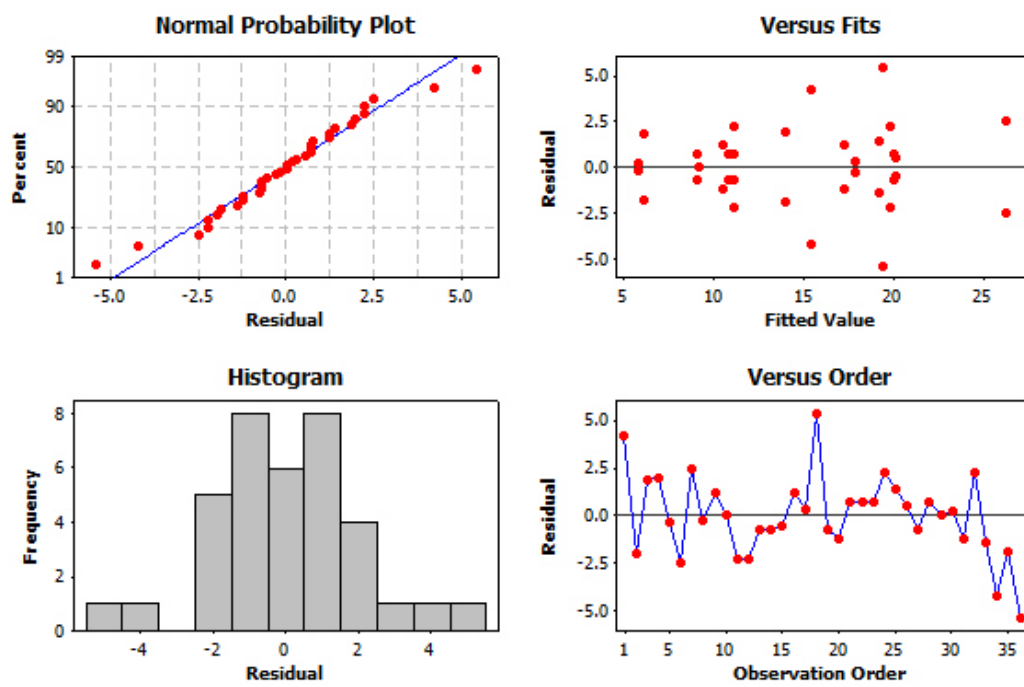 Normal Probability Plot
99
90
50
10
1
Percent
-5.0 -2.5 0.0 2.5 5.0
Residual
Versus Fits
5.0
2.5
0.0
-2.5
-5.0
Residual
5 10 15 20 25
Fitted Value
Histogram
8
6
4
2
0
Frequency
-4 -2 0 2 4
Residual
Versus Order
5.0
2.5
0.0
-2.5
-5.0
Residual
1 5 10 15 20 25 30 35
Observation Order